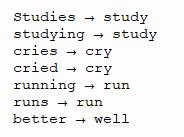 Studies → study
studying → study
cries → cry
cried → cry
running → run
runs → run
better → well